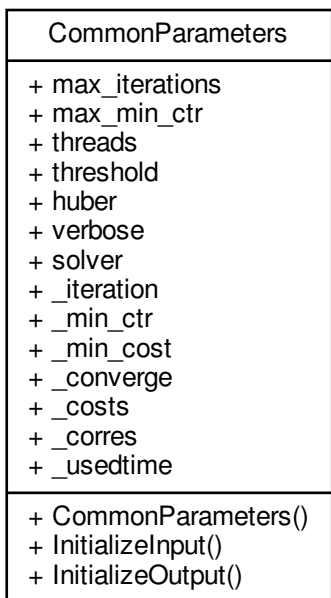 CommonParameters
+ max_iterations
+ max_min_ctr
+ threads
+ threshold
+ huber
+ verbose
+ solver
+ _iteration
+ _min_ctr
+ _min_cost
+ _converge
+ _costs
+ _corres
+ _usedtime
+ CommonParameters()
+ InitializeInput()
+ InitializeOutput()